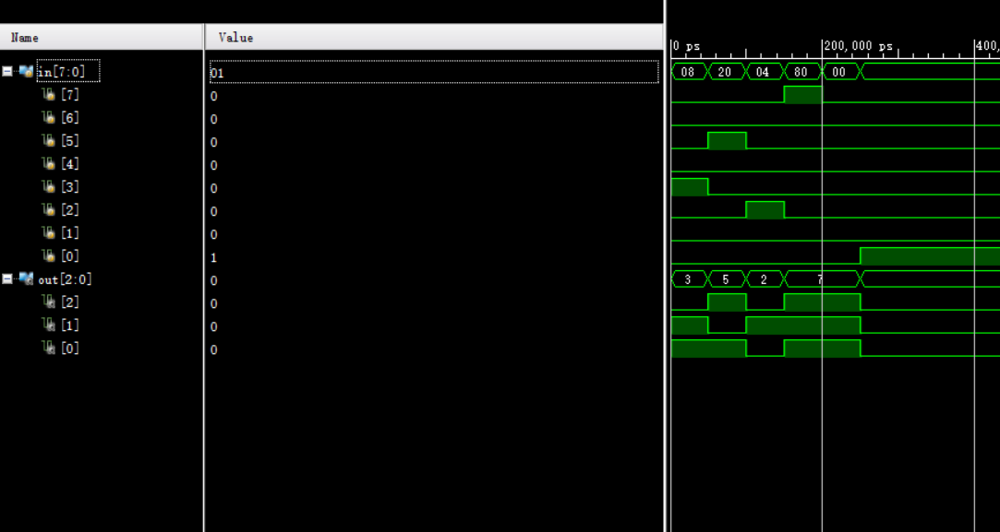 Name Value
0 ps 200,000 ps 400,
in[7:0] 01 08 20 04 80 00
[7] 0
[6] 0
[5] 0
[4] 0
[3] 0
[2] 0
[1] 0
[0] 1
out[2:0] 0 3 5 2 7
[2] 0
[1] 0
[0] 0